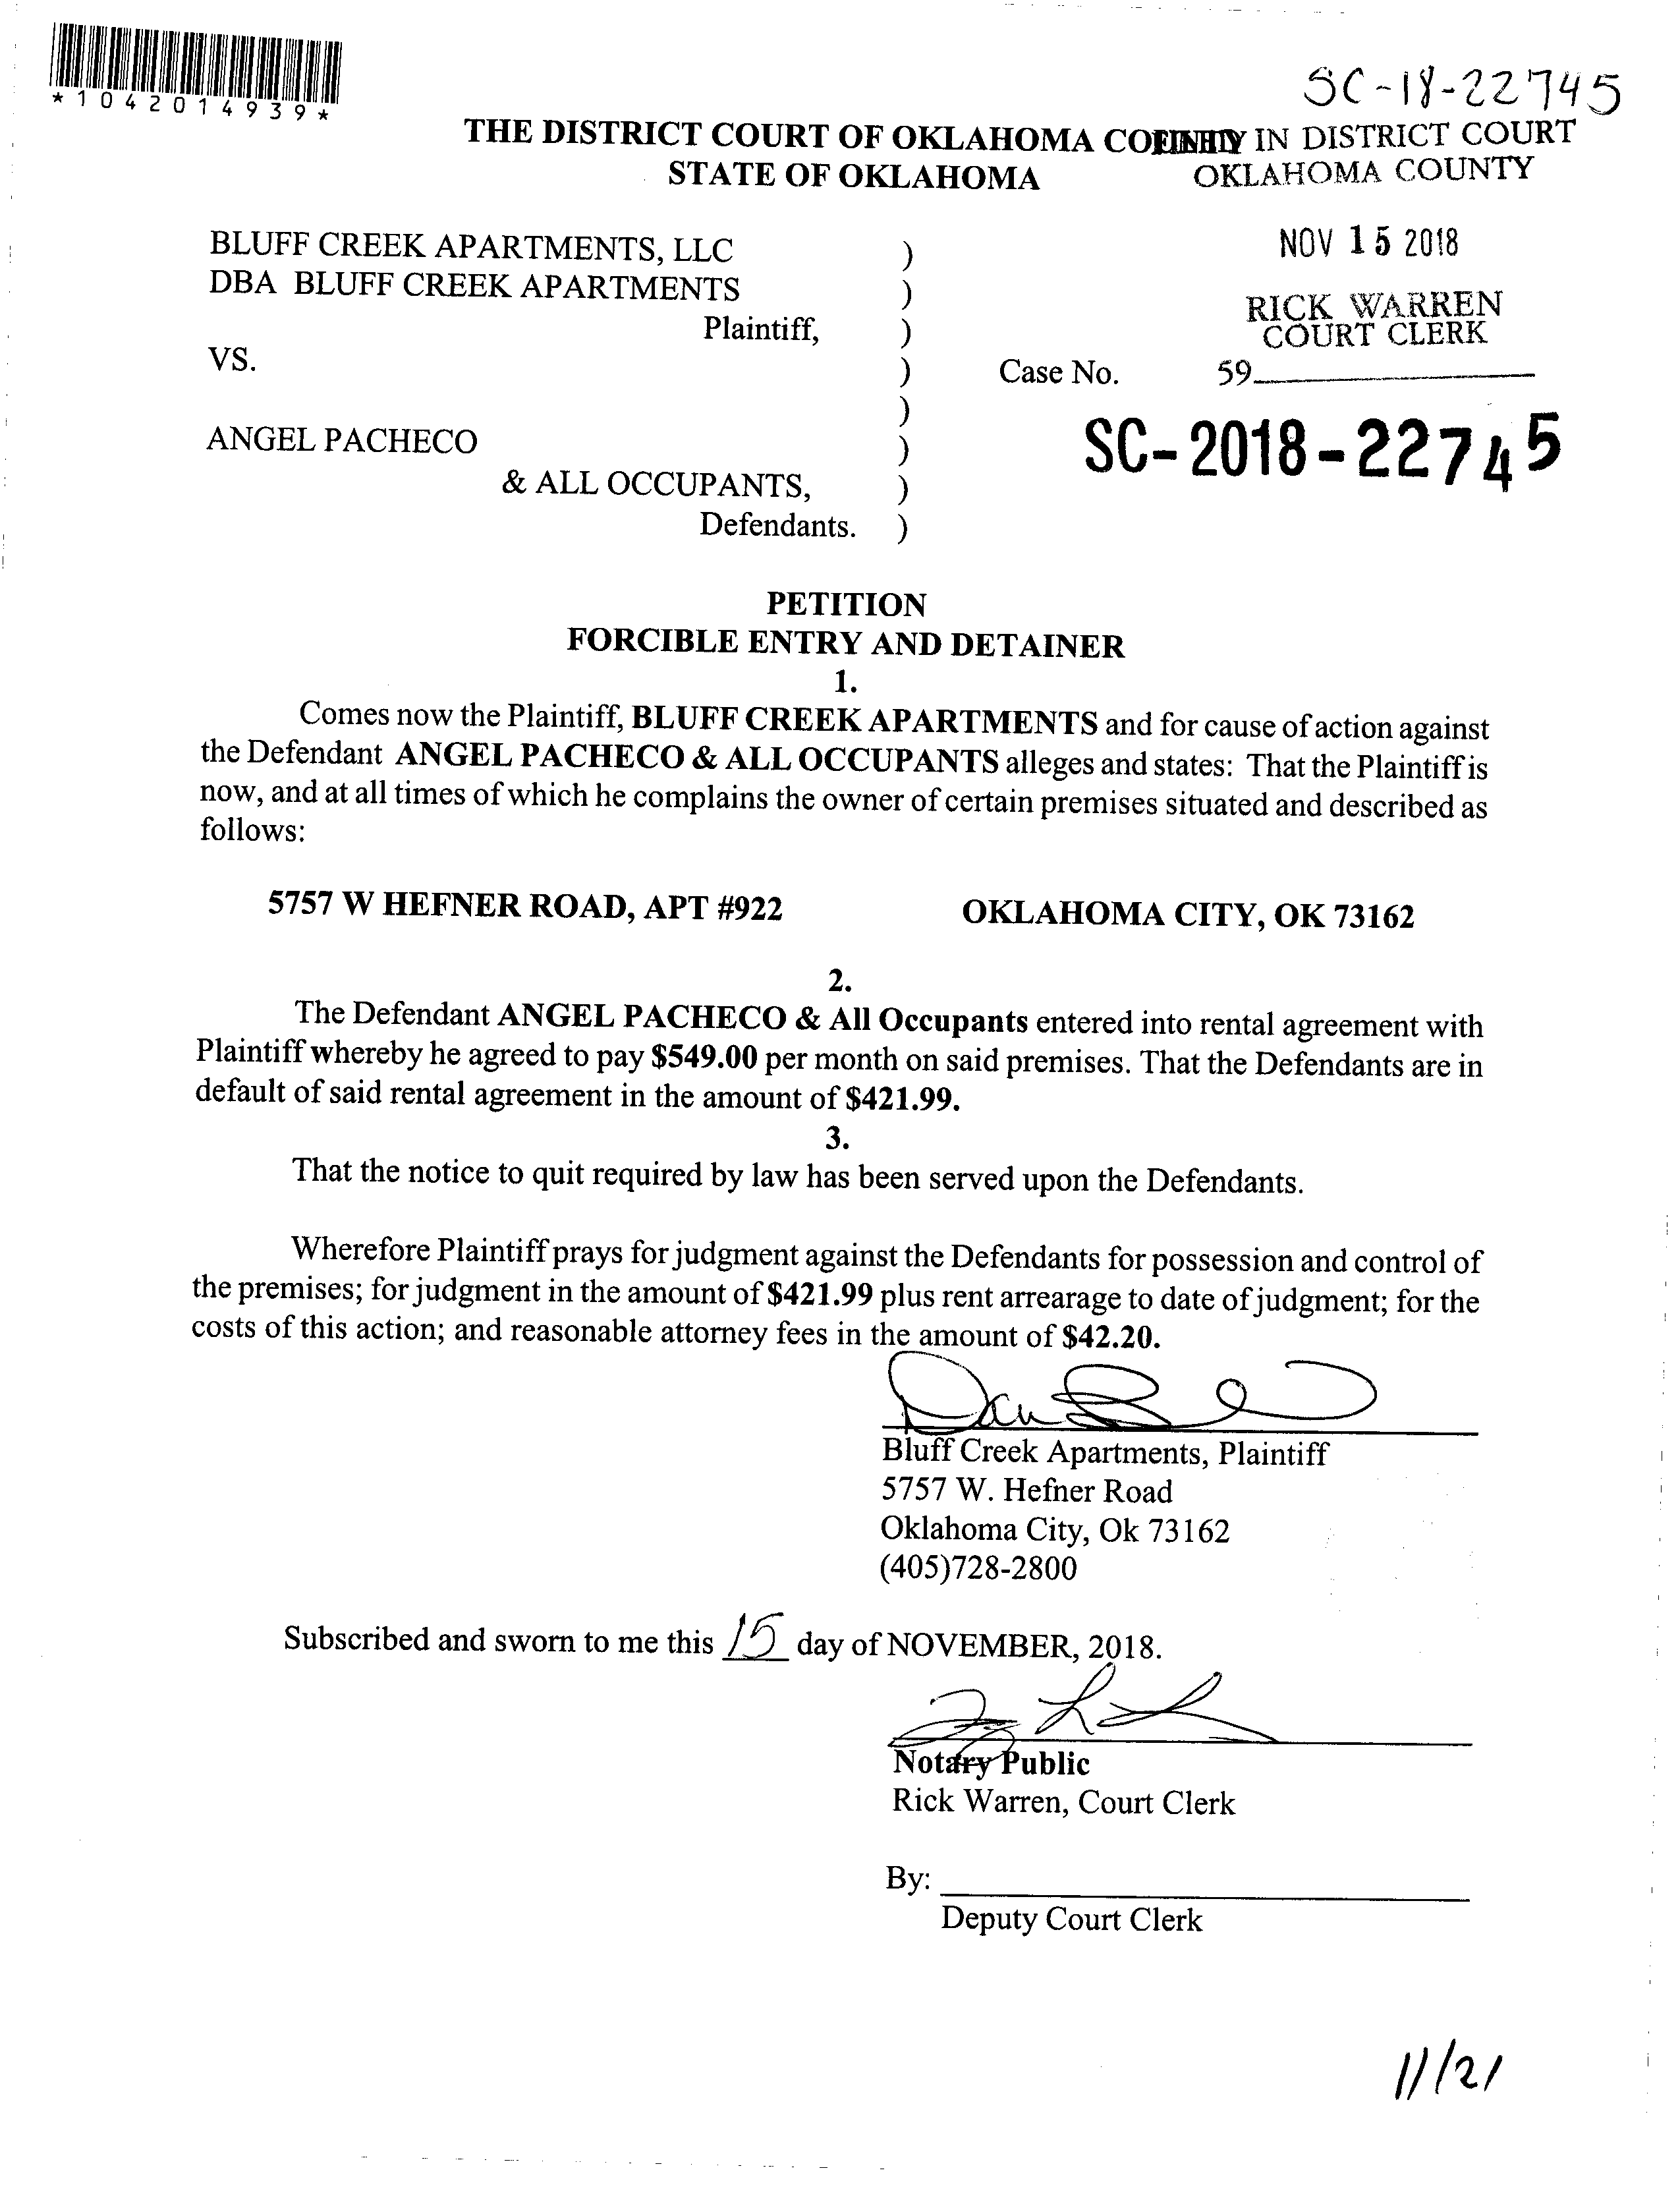 *1042014939*
SC-18-22745
THE DISTRICT COURT OF OKLAHOMA COUNTY
STATE OF OKLAHOMA
FILED IN DISTRICT COURT
OKLAHOMA COUNTY
NOV 15 2018
RICK WARREN
COURT CLERK
BLUFF CREEK APARTMENTS, LLC )
DBA BLUFF CREEK APARTMENTS )
Plaintiff, )
VS. )
)
ANGEL PACHECO )
& ALL OCCUPANTS, )
Defendants. )
Case No. 59
SC-2018-22745
PETITION
FORCIBLE ENTRY AND DETAINER
1.
Comes now the Plaintiff, BLUFF CREEK APARTMENTS and for cause of action against
the Defendant ANGEL PACHECO & ALL OCCUPANTS alleges and states: That the Plaintiff is
now, and at all times of which he complains the owner of certain premises situated and described as
follows:
5757 W HEFNER ROAD, APT #922 OKLAHOMA CITY, OK 73162
2.
The Defendant ANGEL PACHECO & All Occupants entered into rental agreement with
Plaintiff whereby he agreed to pay $549.00 per month on said premises. That the Defendants are in
default of said rental agreement in the amount of $421.99.
3.
That the notice to quit required by law has been served upon the Defendants.
Wherefore Plaintiff prays for judgment against the Defendants for possession and control of
the premises; for judgment in the amount of $421.99 plus rent arrearage to date of judgment; for the
costs of this action; and reasonable attorney fees in the amount of $42.20.
Bluff Creek Apartments, Plaintiff
5757 W. Hefner Road
Oklahoma City, Ok 73162
(405)728-2800
Subscribed and sworn to me this 15 day of NOVEMBER, 2018.
Notary Public
Rick Warren, Court Clerk
By:
Deputy Court Clerk
11/21